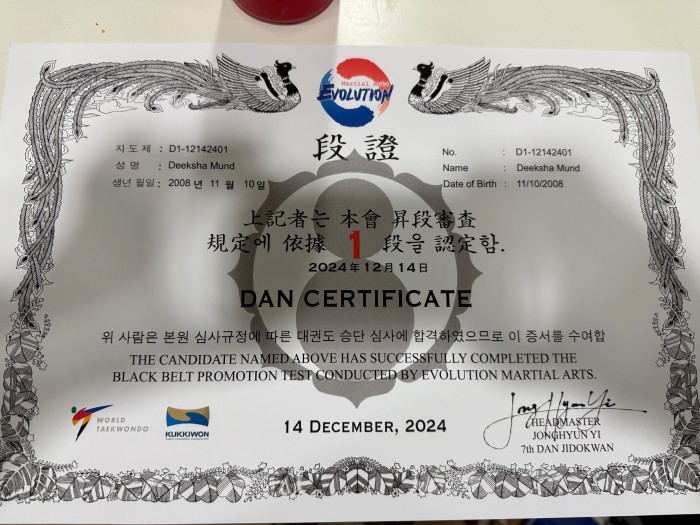 Martial Arts
EVOLUTION
段證
지도제 : D1-12142401
성명 : Deeksha Mund
생년월일 : 2008 년 11 월 10 일
No. : D1-12142401
Name : Deeksha Mund
Date of Birth : 11/10/2008
上記者는 本會 昇段審査
規定에 依據 1 段을 認定함.
2024年12月14日
DAN CERTIFICATE
위 사람은 본원 심사규정에 따른 태권도 승단 심사에 합격하였으므로 이 증서를 수여합
THE CANDIDATE NAMED ABOVE HAS SUCCESSFULLY COMPLETED THE
BLACK BELT PROMOTION TEST CONDUCTED BY EVOLUTION MARTIAL ARTS.
WORLD
TAEKWONDO
KUKKIWON
14 DECEMBER, 2024
Jong Hyun Yi
HEADMASTER
JONGHYUN YI
7th DAN JIDOKWAN